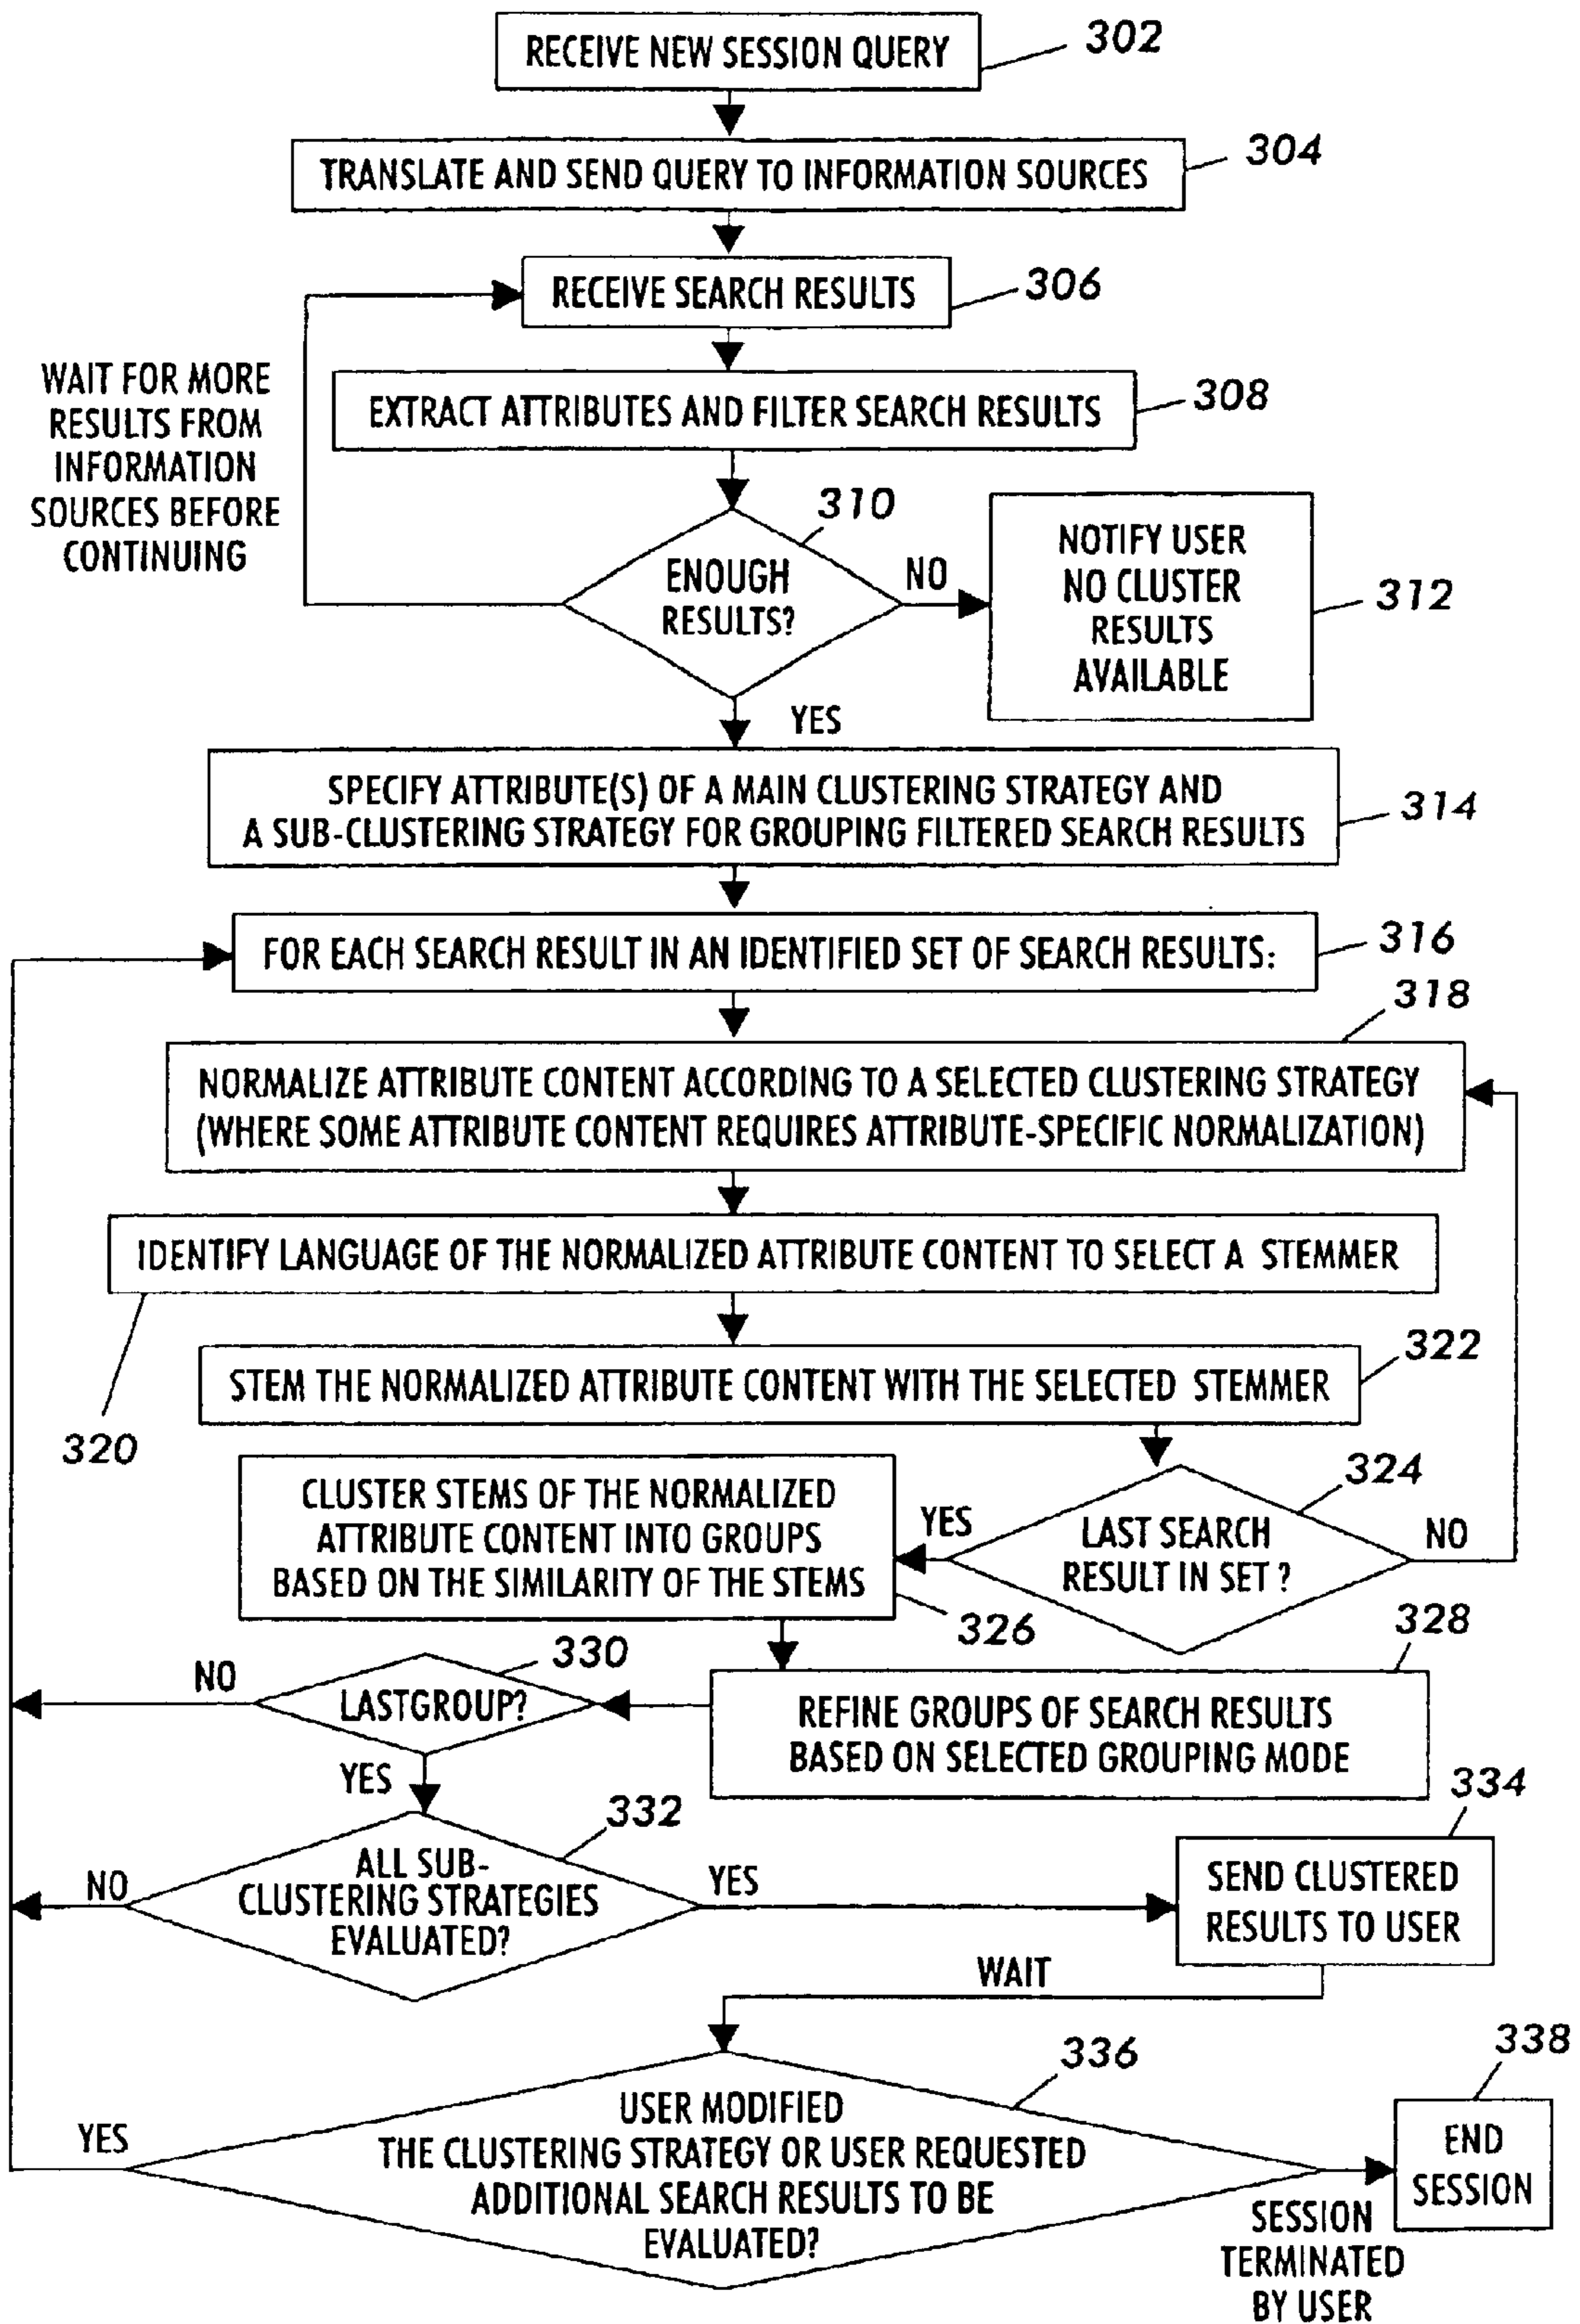 RECEIVE NEW SESSION QUERY
302
TRANSLATE AND SEND QUERY TO INFORMATION SOURCES
304
RECEIVE SEARCH RESULTS
306
WAIT FOR MORE
RESULTS FROM
INFORMATION
SOURCES BEFORE
CONTINUING
EXTRACT ATTRIBUTES AND FILTER SEARCH RESULTS
308
310
ENOUGH
RESULTS?
NO
NOTIFY USER
NO CLUSTER
RESULTS
AVAILABLE
312
YES
SPECIFY ATTRIBUTE(S) OF A MAIN CLUSTERING STRATEGY AND
A SUB-CLUSTERING STRATEGY FOR GROUPING FILTERED SEARCH RESULTS
314
FOR EACH SEARCH RESULT IN AN IDENTIFIED SET OF SEARCH RESULTS:
316
318
NORMALIZE ATTRIBUTE CONTENT ACCORDING TO A SELECTED CLUSTERING STRATEGY
(WHERE SOME ATTRIBUTE CONTENT REQUIRES ATTRIBUTE-SPECIFIC NORMALIZATION)
IDENTIFY LANGUAGE OF THE NORMALIZED ATTRIBUTE CONTENT TO SELECT A STEMMER
320
STEM THE NORMALIZED ATTRIBUTE CONTENT WITH THE SELECTED STEMMER
322
324
LAST SEARCH
RESULT IN SET ?
NO
YES
CLUSTER STEMS OF THE NORMALIZED
ATTRIBUTE CONTENT INTO GROUPS
BASED ON THE SIMILARITY OF THE STEMS
326
328
REFINE GROUPS OF SEARCH RESULTS
BASED ON SELECTED GROUPING MODE
330
LASTGROUP?
NO
YES
332
ALL SUB-
CLUSTERING STRATEGIES
EVALUATED?
NO
YES
334
SEND CLUSTERED
RESULTS TO USER
WAIT
336
USER MODIFIED
THE CLUSTERING STRATEGY OR USER REQUESTED
ADDITIONAL SEARCH RESULTS TO BE
EVALUATED?
YES
338
END
SESSION
SESSION
TERMINATED
BY USER